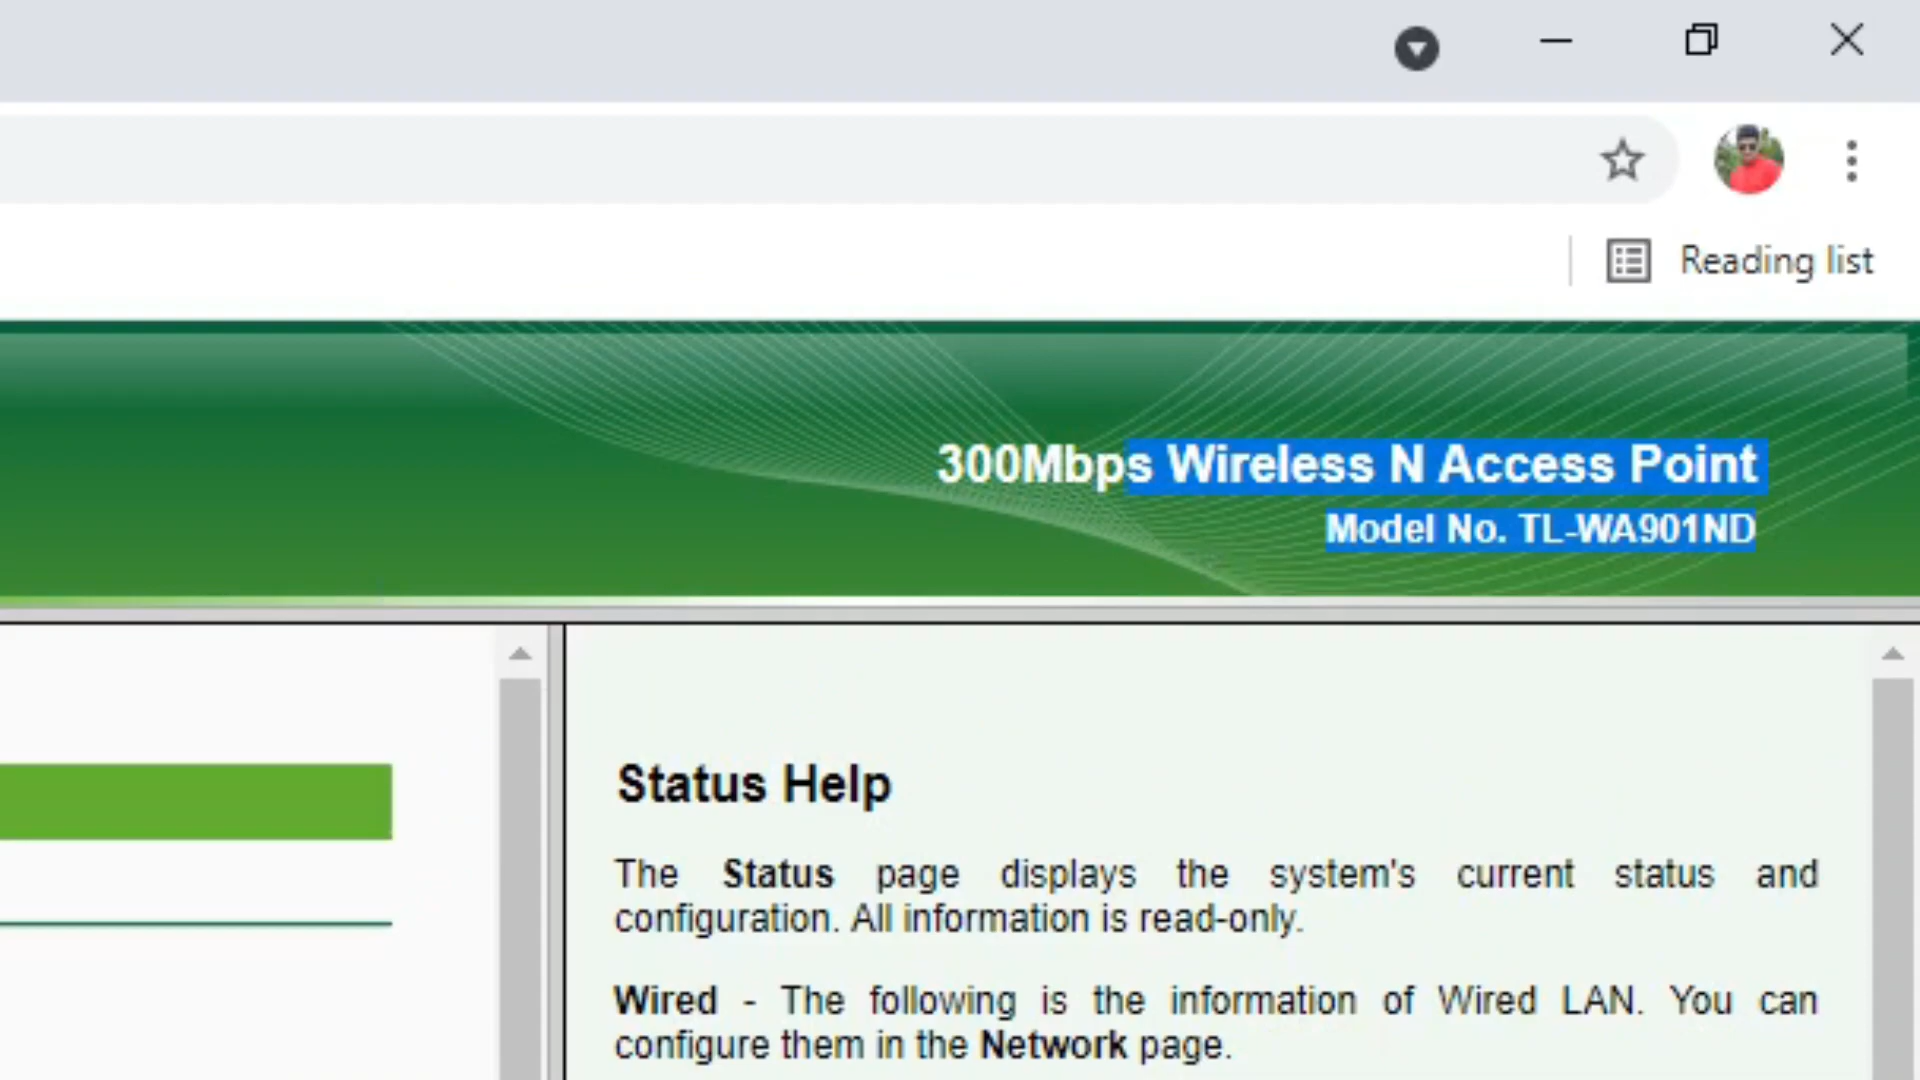 Reading list
300Mbps Wireless N Access Point
Model No. TL-WA901ND
Status Help
The Status page displays the system's current status and
configuration. All information is read-only.
Wired - The following is the information of Wired LAN. You can
configure them in the Network page.